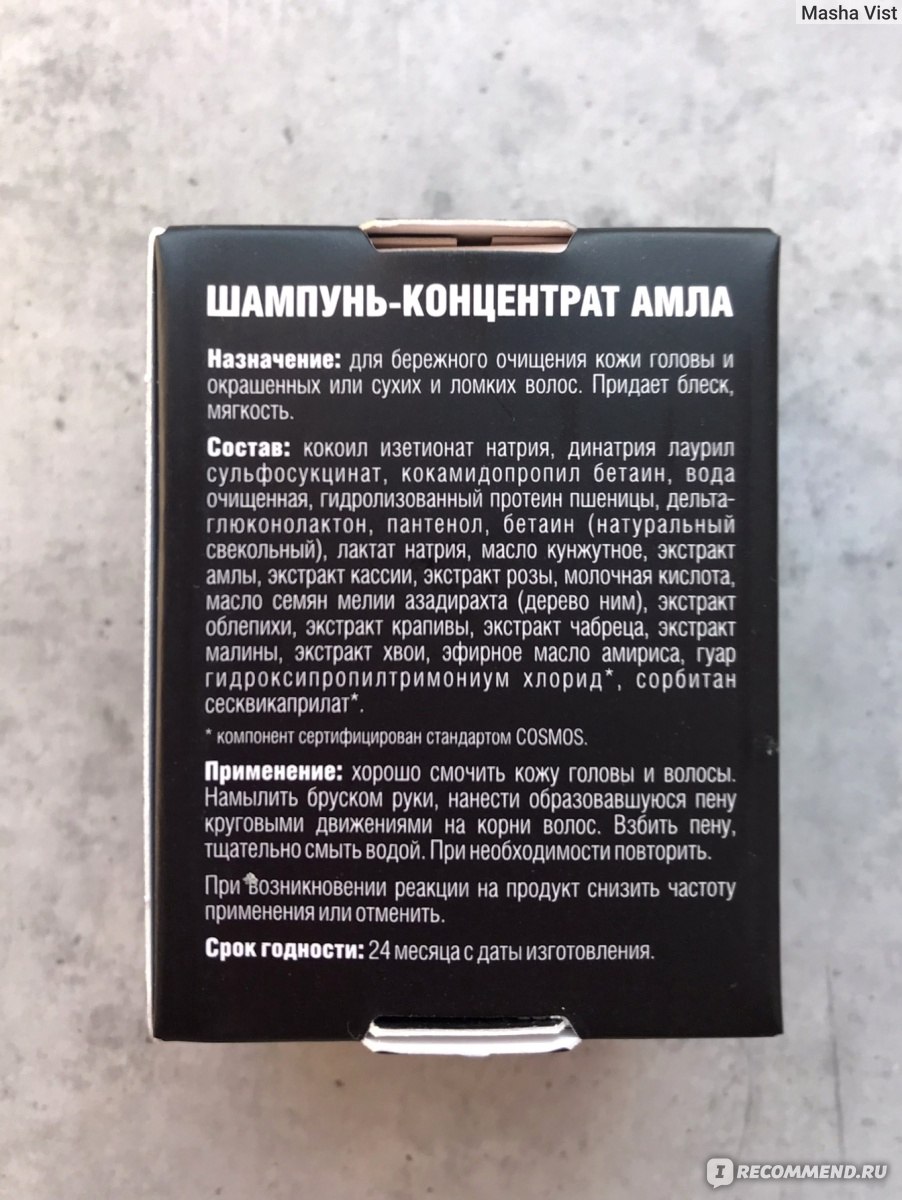 Masha Vist
ШАМПУНЬ-КОНЦЕНТРАТ АМЛА
Назначение: для бережного очищения кожи головы и
окрашенных или сухих и ломких волос. Придает блеск,
мягкость.
Состав: кокоил изетионат натрия, динатрия лаурил
сульфосукцинат, кокамидопропил бетаин, вода
очищенная, гидролизованный протеин пшеницы, дельта-
глюконолактон, пантенол, бетаин (натуральный
свекольный), лактат натрия, масло кунжутное, экстракт
амлы, экстракт кассии, экстракт розы, молочная кислота,
масло семян мелии азадирахта (дерево ним), экстракт
облепихи, экстракт крапивы, экстракт чабреца, экстракт
малины, экстракт хвои, эфирное масло амириса, гуар
гидроксипропилтримониум хлорид*, сорбитан
сесквикаприлат*.
* компонент сертифицирован стандартом COSMOS.
Применение: хорошо смочить кожу головы и волосы.
Намылить бруском руки, нанести образовавшуюся пену
круговыми движениями на корни волос. Взбить пену,
тщательно смыть водой. При необходимости повторить.
При возникновении реакции на продукт снизить частоту
применения или отменить.
Срок годности: 24 месяца с даты изготовления.
I RECOMMEND.RU